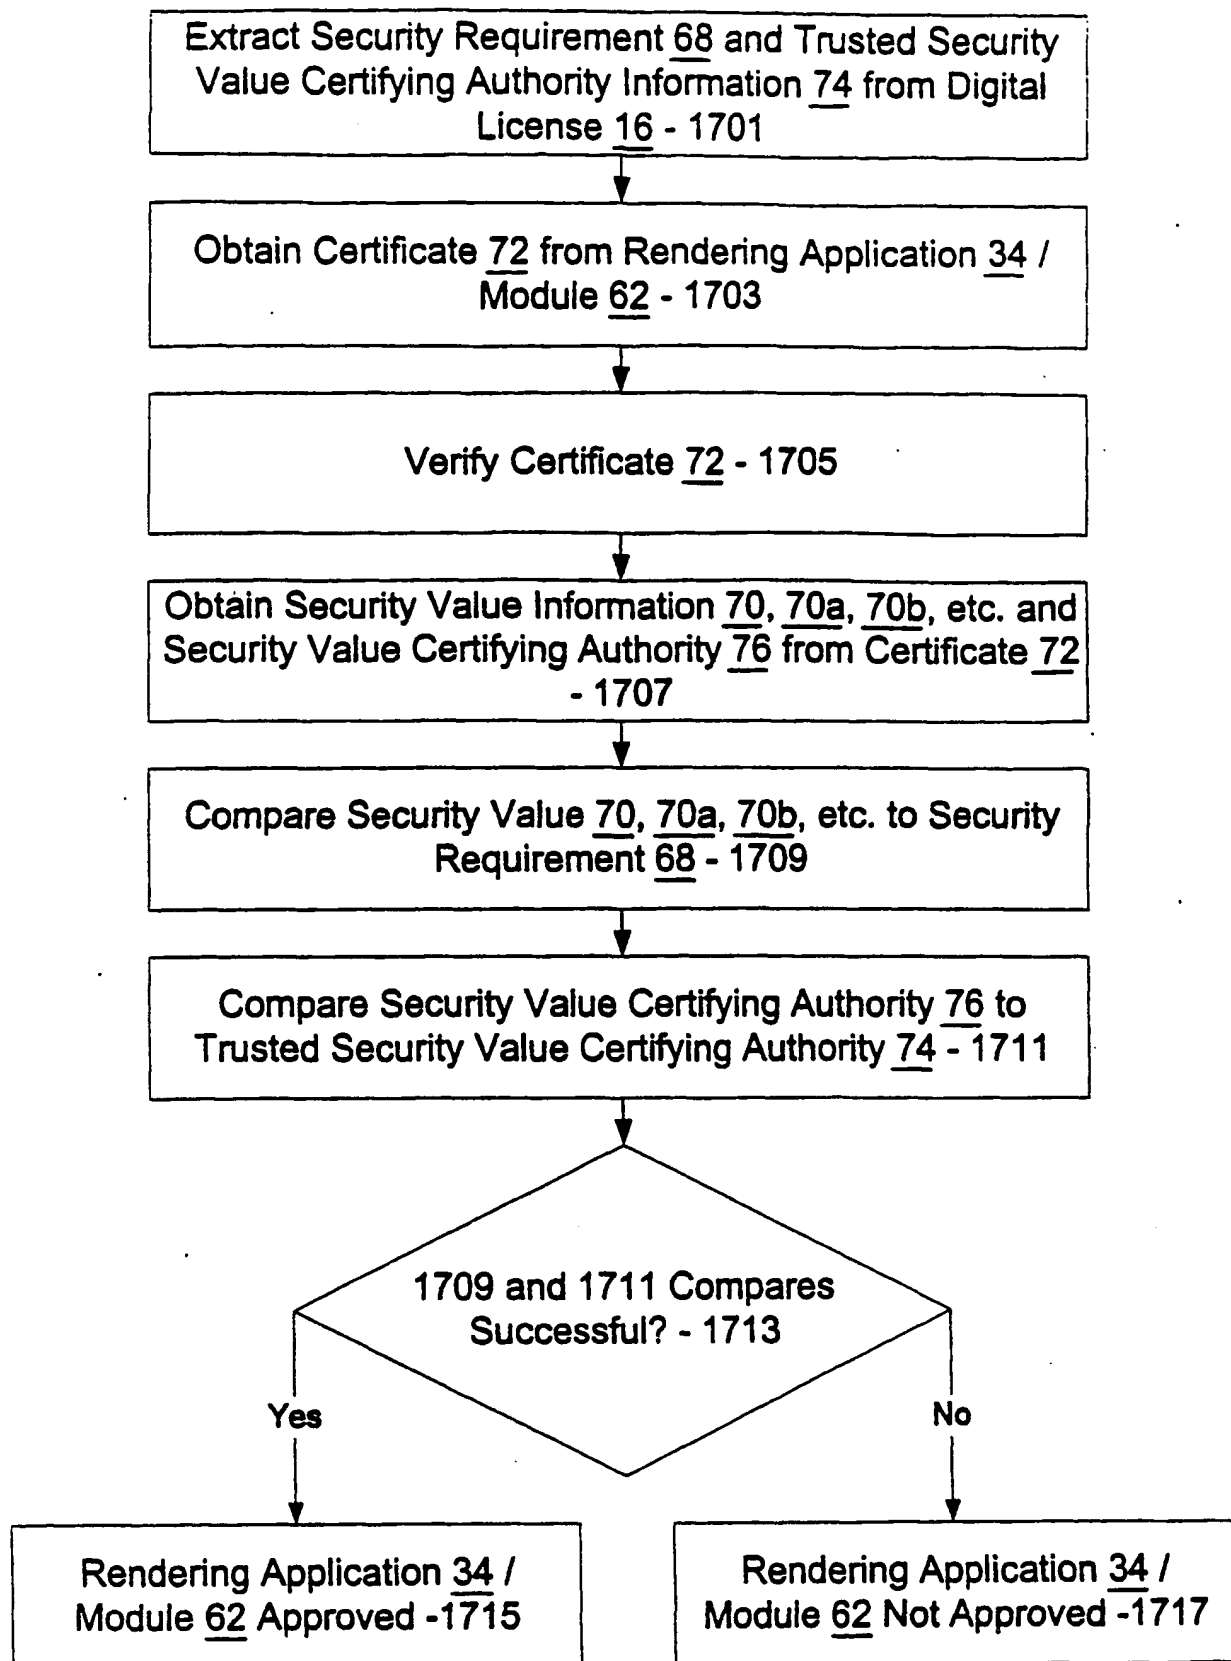 Extract Security Requirement 68 and Trusted Security
Value Certifying Authority Information 74 from Digital
License 16 - 1701
Obtain Certificate 72 from Rendering Application 34 /
Module 62 - 1703
Verify Certificate 72 - 1705
Obtain Security Value Information 70, 70a, 70b, etc. and
Security Value Certifying Authority 76 from Certificate 72
- 1707
Compare Security Value 70, 70a, 70b, etc. to Security
Requirement 68 - 1709
Compare Security Value Certifying Authority 76 to
Trusted Security Value Certifying Authority 74 - 1711
1709 and 1711 Compares
Successful? - 1713
Yes
No
Rendering Application 34 /
Module 62 Approved -1715
Rendering Application 34 /
Module 62 Not Approved -1717